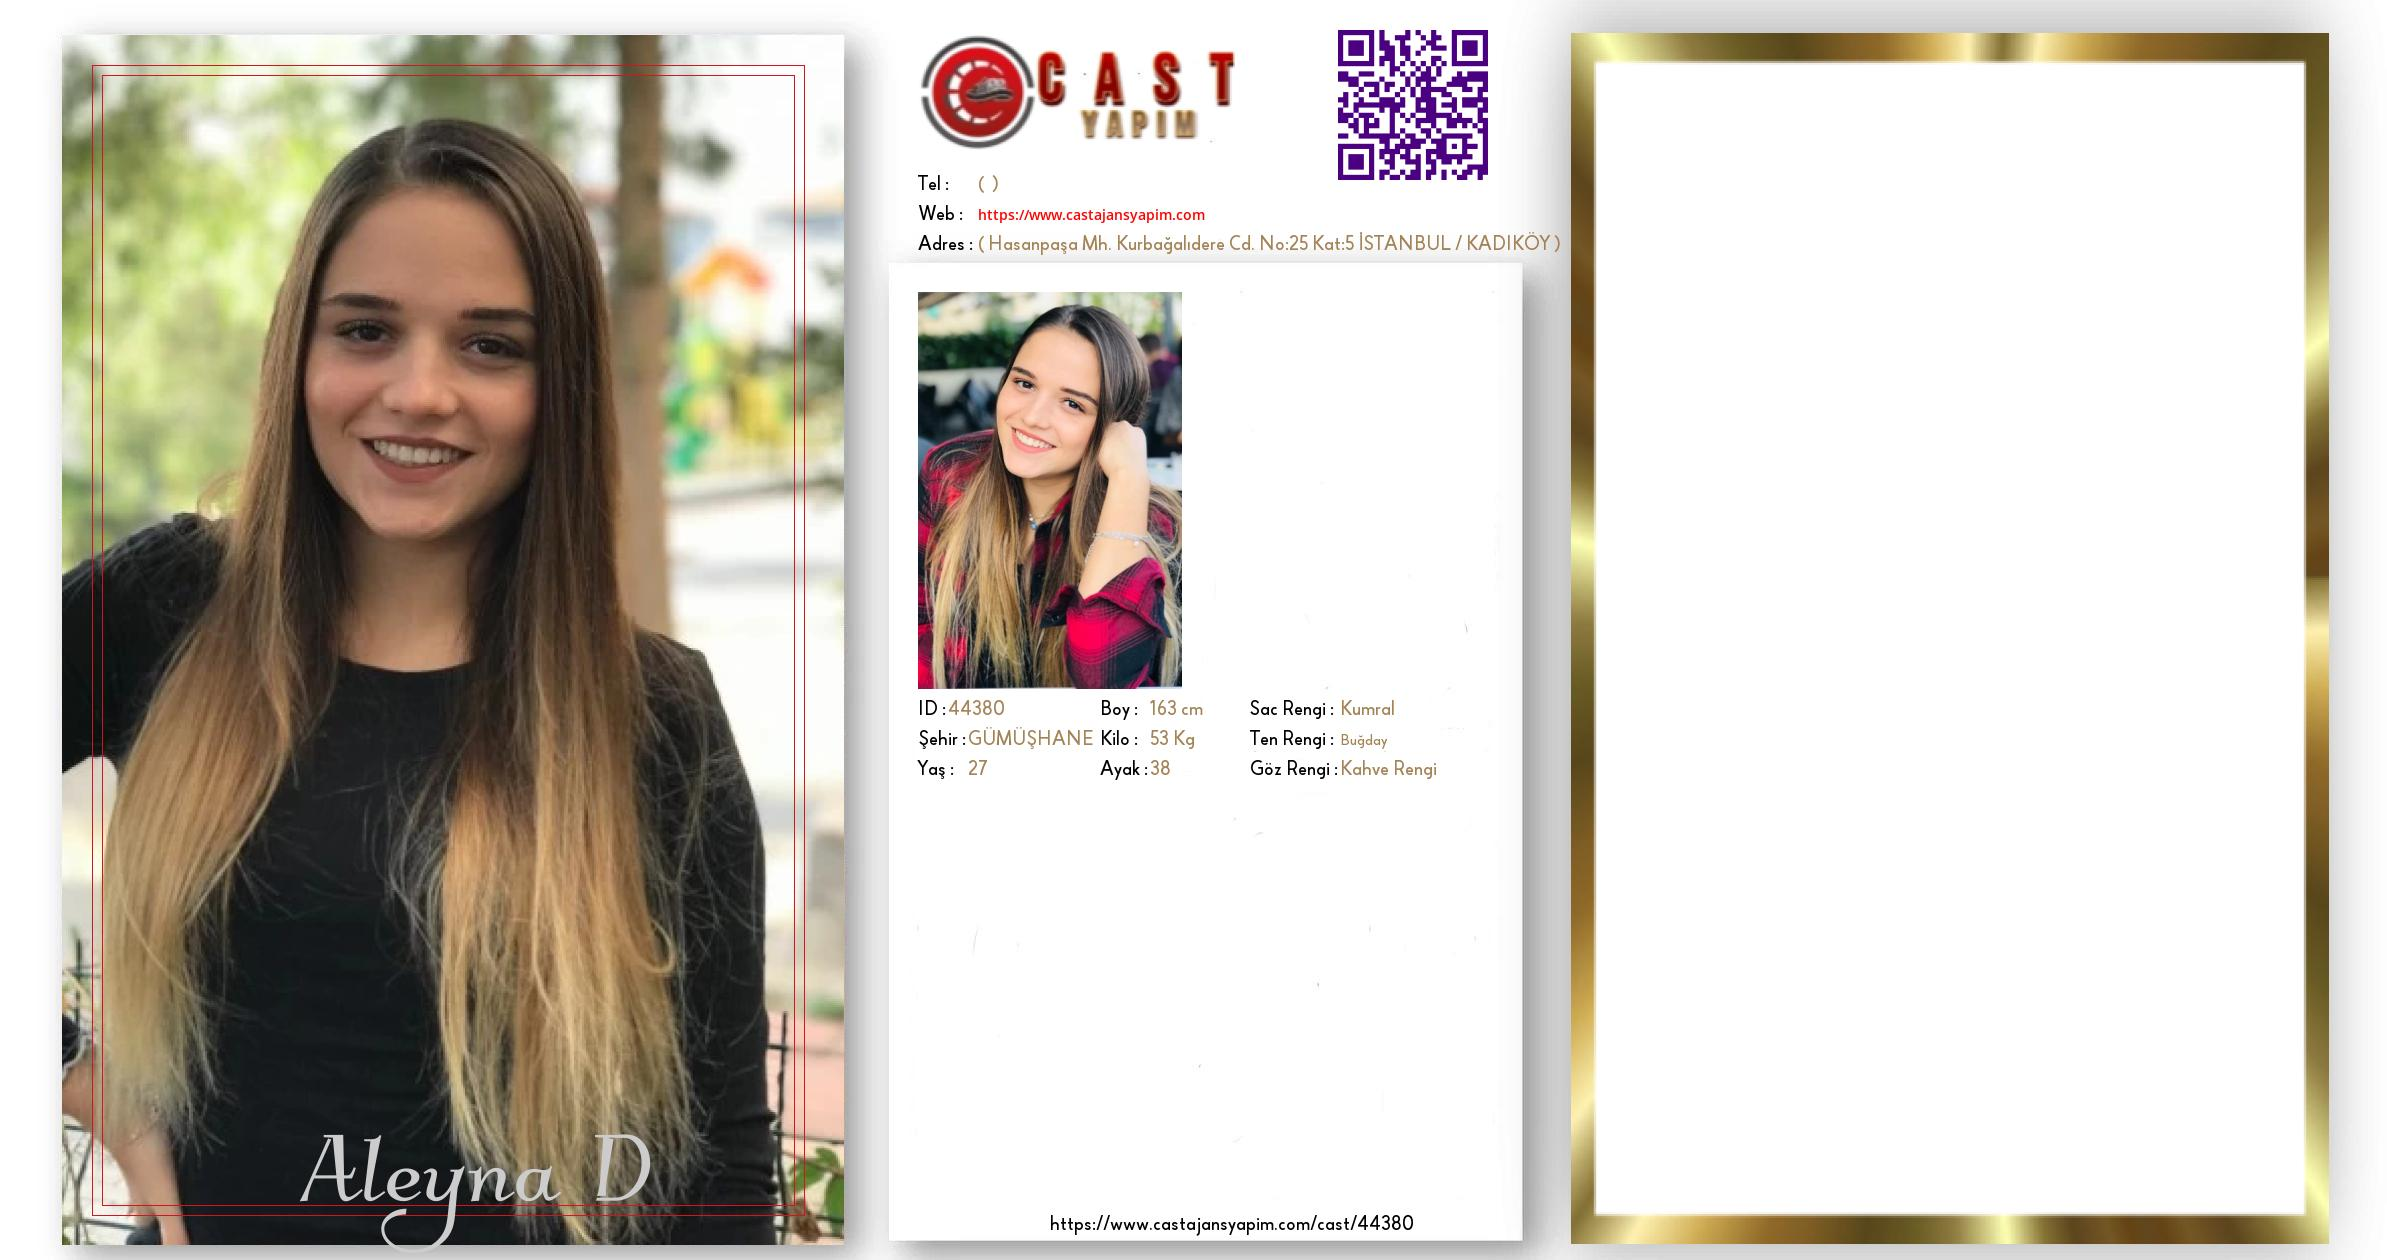 Aleyna D
CAST
YAPIM
Tel : ( )
Web : https://www.castajansyapim.com
Adres : ( Hasanpaşa Mh. Kurbağalıdere Cd. No:25 Kat:5 İSTANBUL / KADIKÖY )
ID : 44380 Boy : 163 cm Sac Rengi : Kumral
Şehir : GÜMÜŞHANE Kilo : 53 Kg Ten Rengi : Buğday
Yaş : 27 Ayak : 38 Göz Rengi : Kahve Rengi
https://www.castajansyapim.com/cast/44380